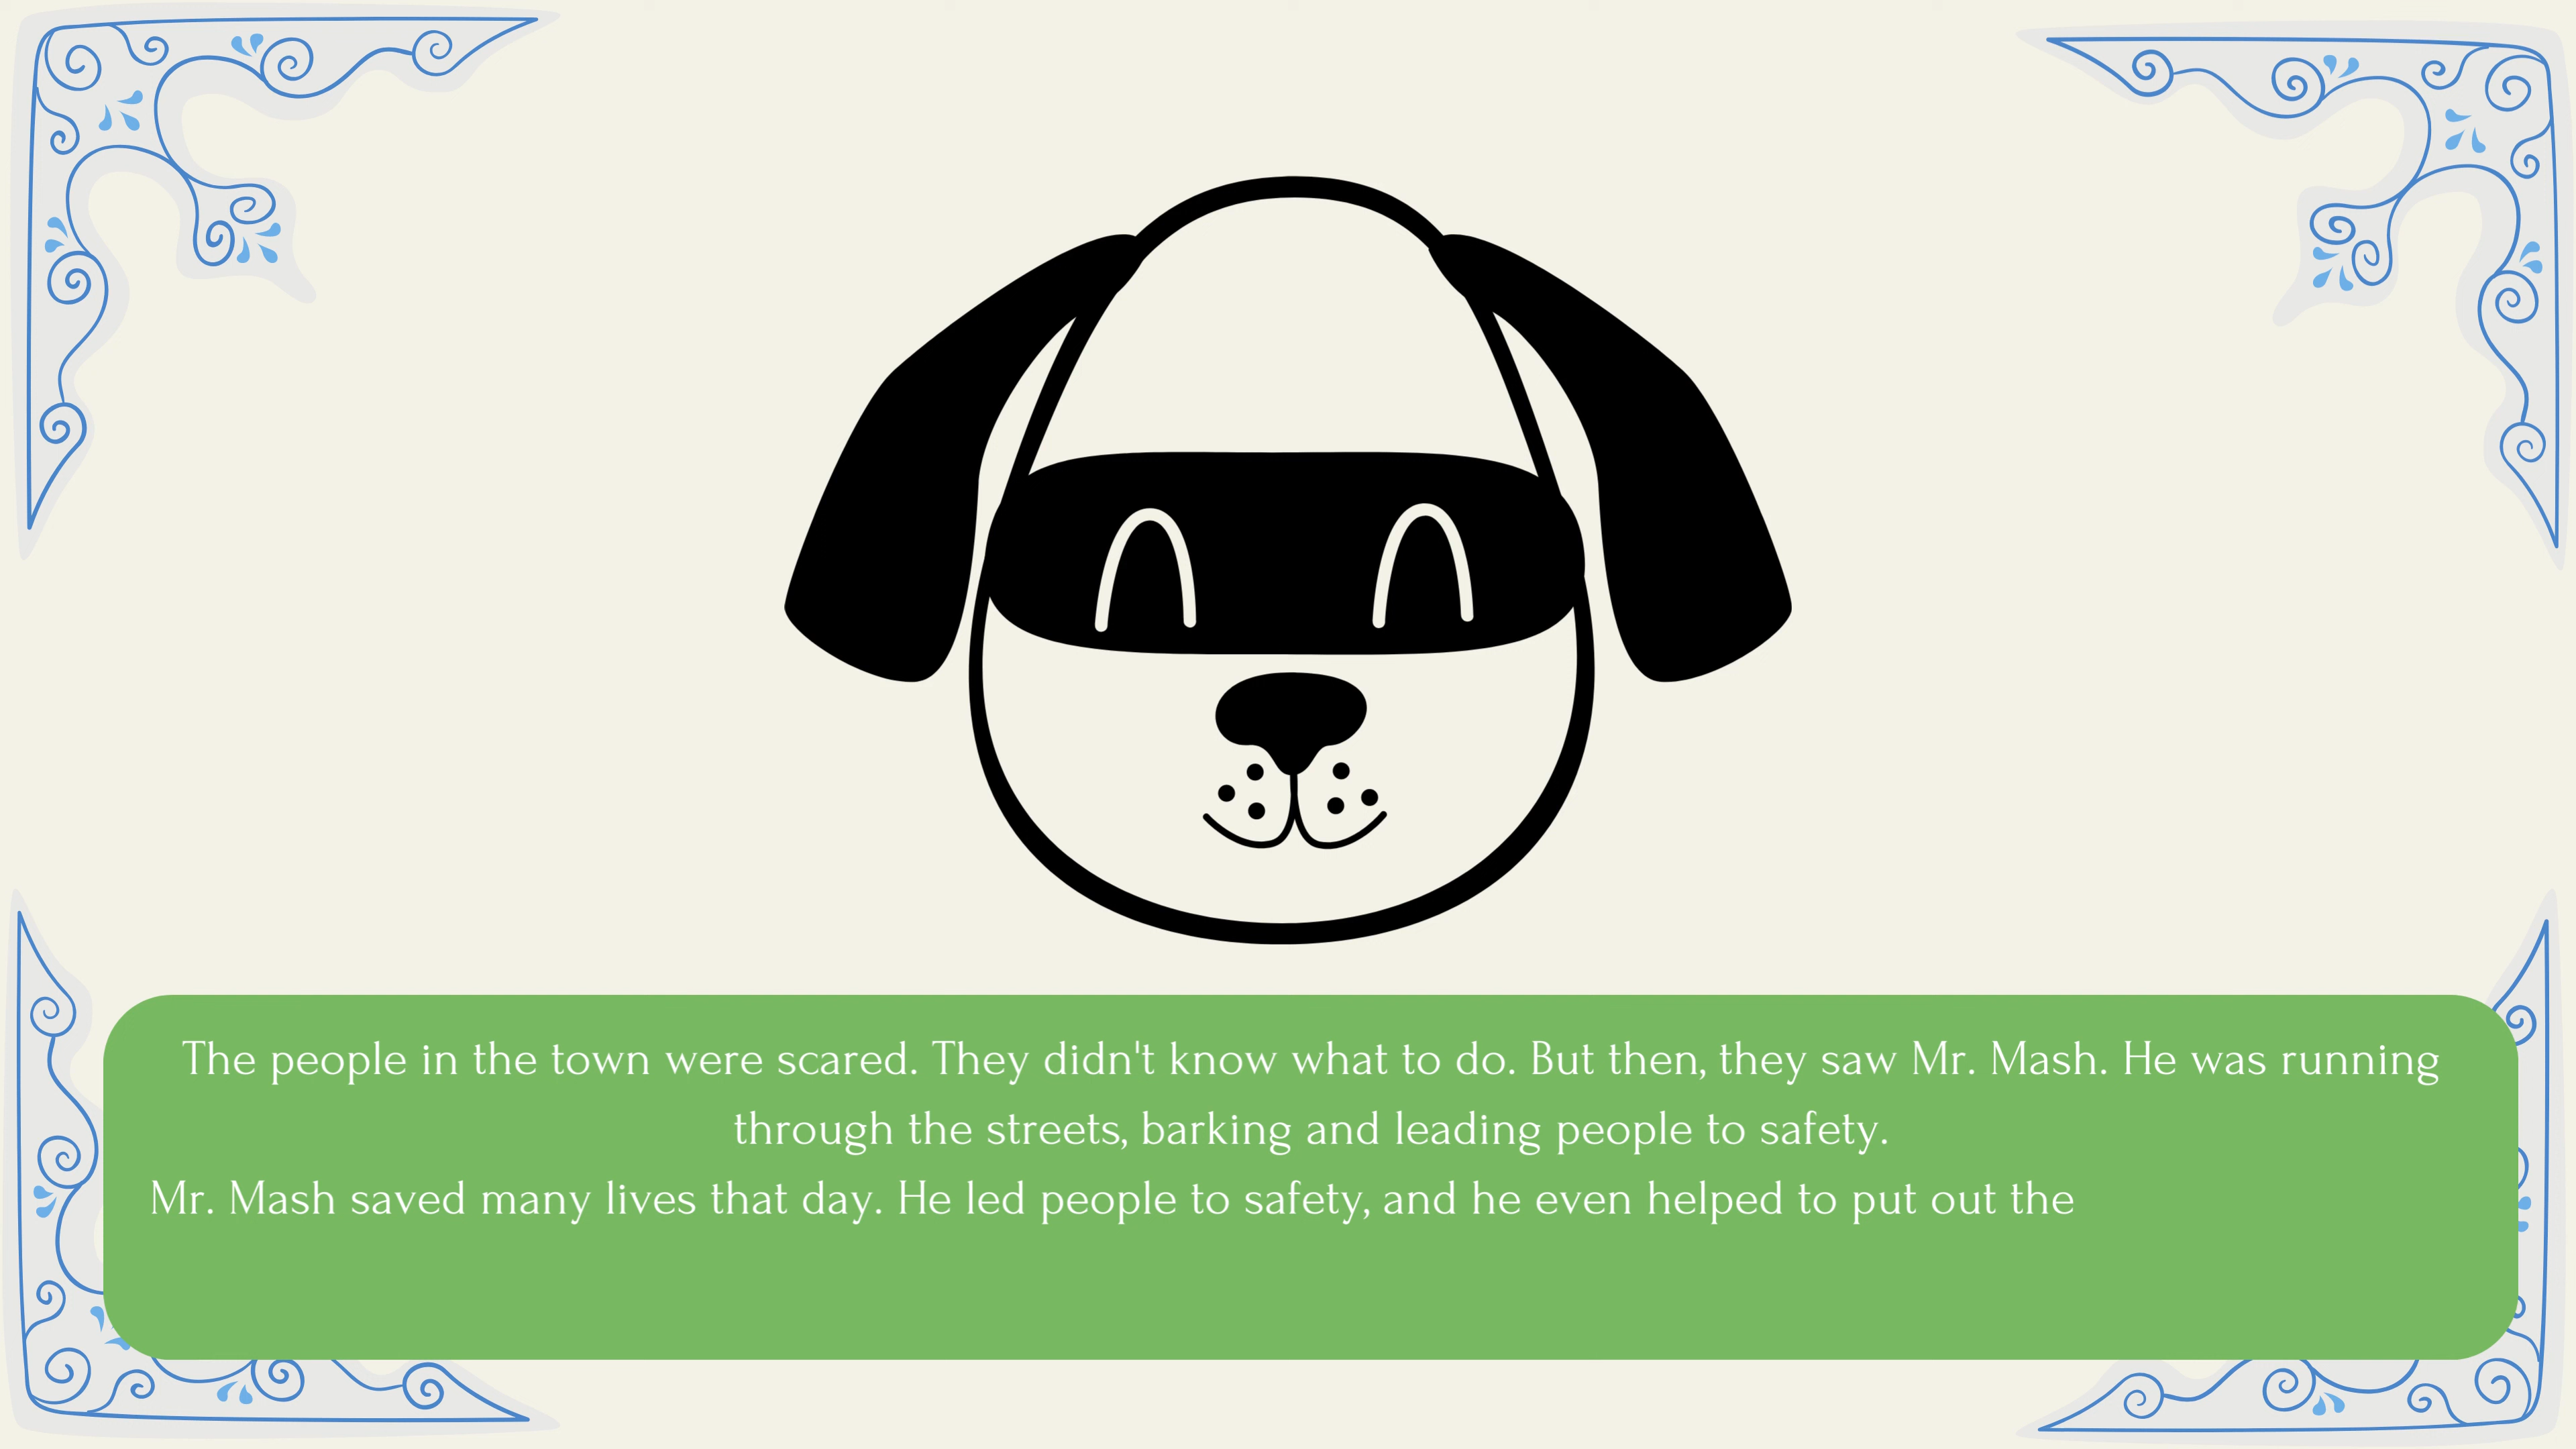 The people in the town were scared. They didn't know what to do. But then, they saw Mr. Mash. He was running
through the streets, barking and leading people to safety.
Mr. Mash saved many lives that day. He led people to safety, and he even helped to put out the